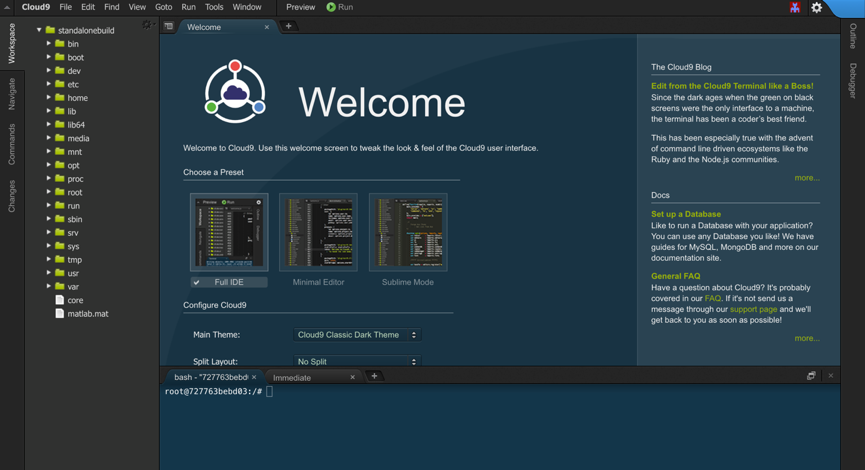 Cloud9 File Edit Find View Goto Run Tools Window Preview Run
Workspace
Navigate
Commands
Changes
standalonebuild
bin
boot
dev
etc
home
lib
lib64
media
mnt
opt
proc
root
run
sbin
srv
sys
tmp
usr
var
core
matlab.mat
Welcome
Welcome
Welcome to Cloud9. Use this welcome screen to tweak the look & feel of the Cloud9 user interface.
Choose a Preset
Preview Run
Full IDE
Minimal Editor
Sublime Mode
Configure Cloud9
Main Theme: Cloud9 Classic Dark Theme
Split Layout: No Split
The Cloud9 Blog
Edit from the Cloud9 Terminal like a Boss!
Since the dark ages when the green on black
screens were the only interface to a machine,
the terminal has been a coder's best friend.
This has been especially true with the advent
of command line driven ecosystems like the
Ruby and the Node.js communities.
more...
Docs
Set up a Database
Like to run a Database with your application?
You can use any Database you like! We have
guides for MySQL, MongoDB and more on our
documentation site.
General FAQ
Have a question about Cloud9? It's probably
covered in our FAQ. If it's not send us a
message through our support page and we'll
get back to you as soon as possible!
more...
Outline
Debugger
bash - "727763bebd
Immediate
root@727763bebd03:/#